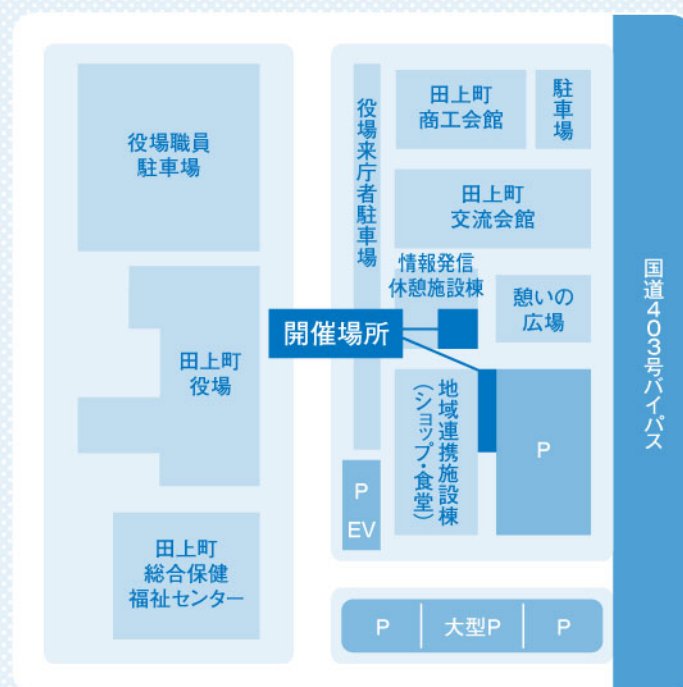 役場職員
駐車場
田上町
役場
田上町
総合保健
福祉センター
役場来庁者駐車場
田上町
商工会館
駐車場
田上町
交流会館
情報発信
休憩施設棟
憩いの
広場
開催場所
地域連携施設棟
(ショップ・食堂)
P
P
EV
P
大型P
P
国道403号バイパス